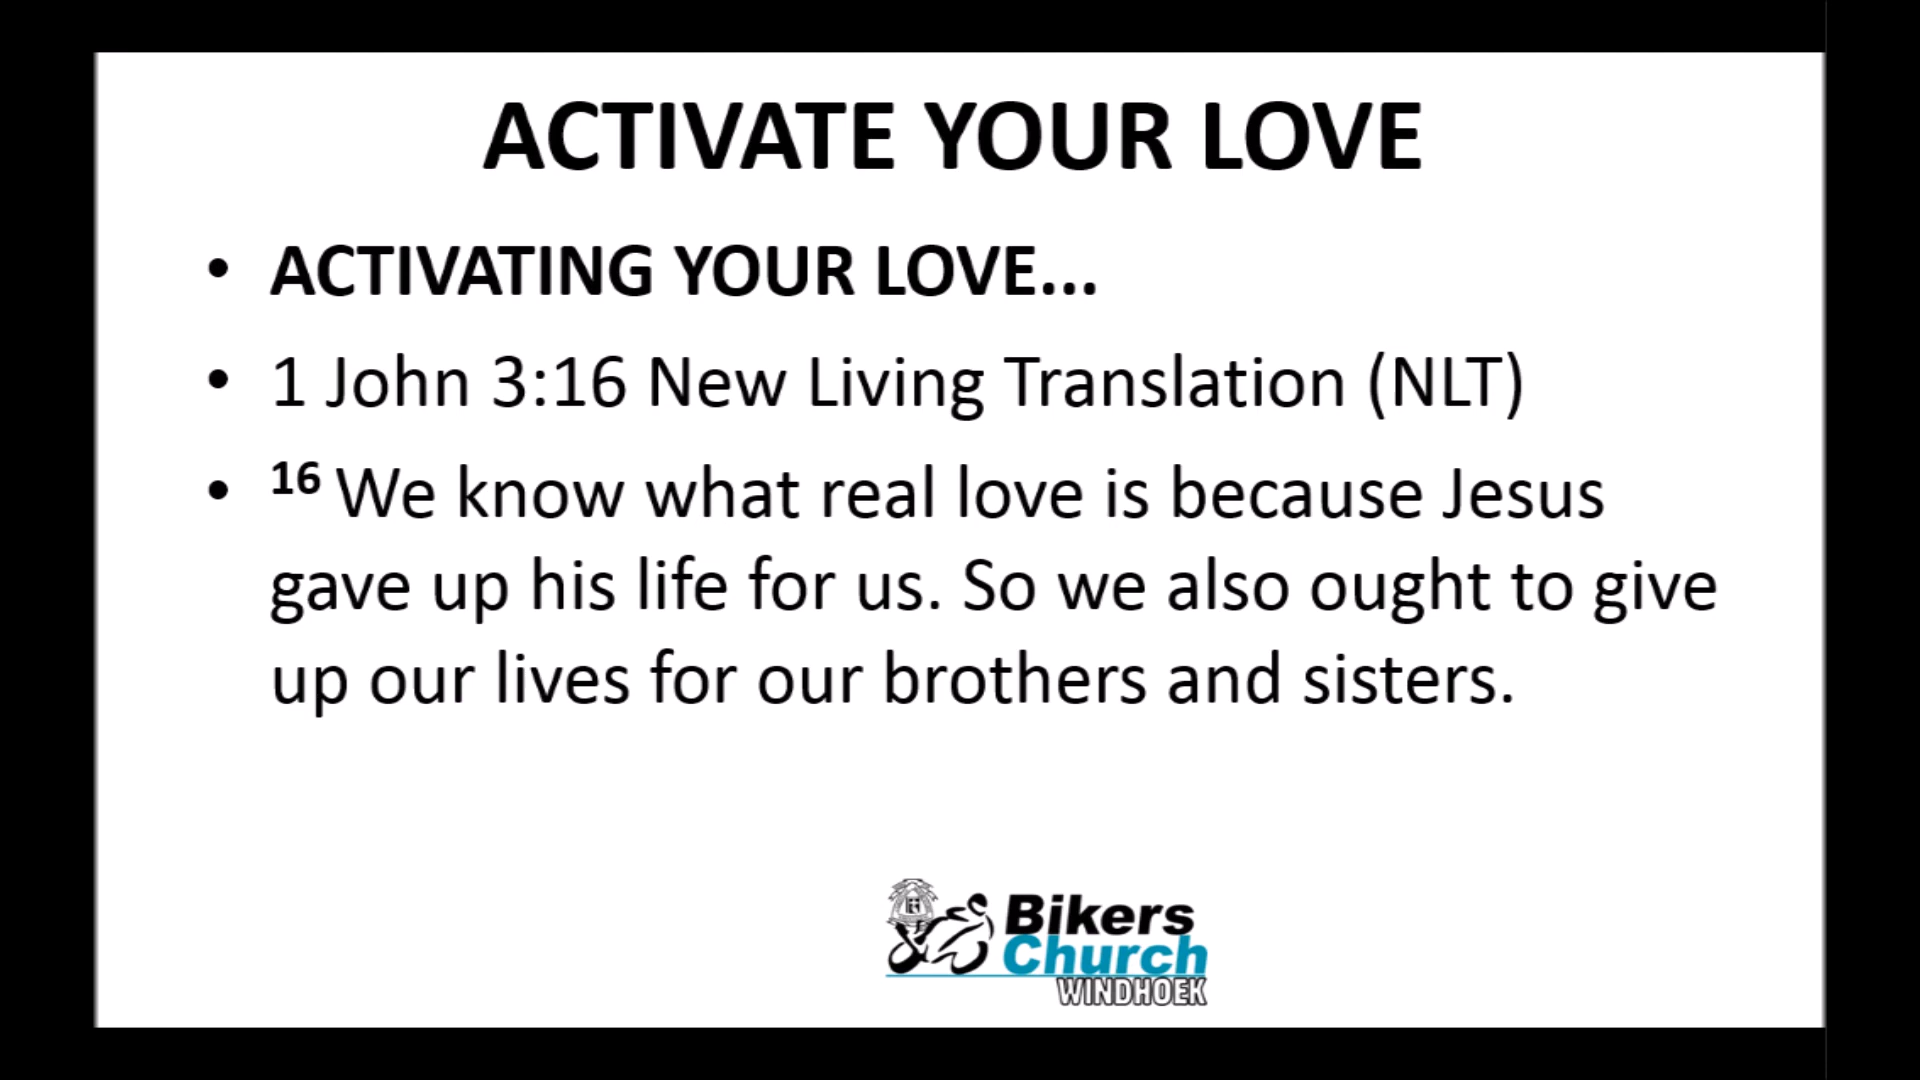 ACTIVATE YOUR LOVE
• ACTIVATING YOUR LOVE...
• 1 John 3:16 New Living Translation (NLT)
• 16 We know what real love is because Jesus
gave up his life for us. So we also ought to give
up our lives for our brothers and sisters.
Bikers
Church
WINDHOEK